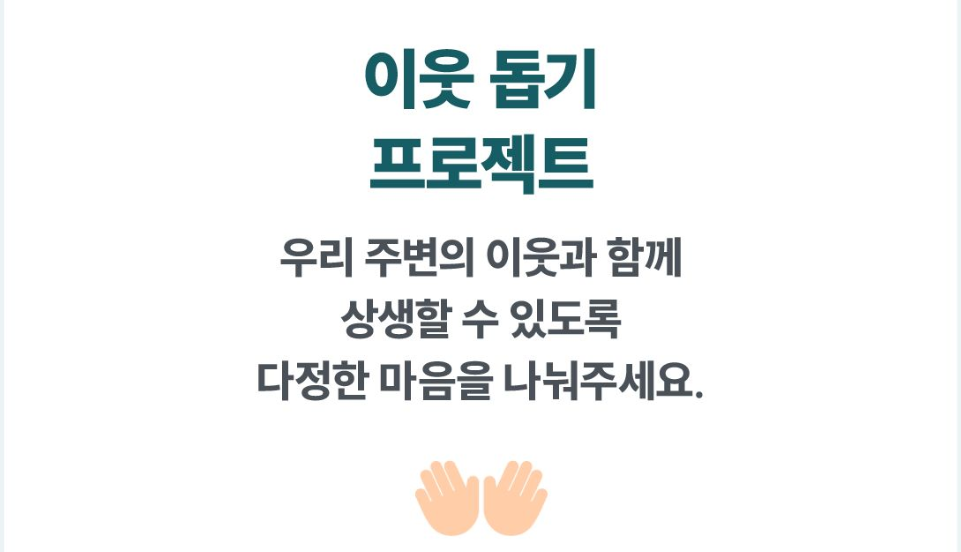 이웃 돕기
프로젝트
우리 주변의 이웃과 함께
상생할 수 있도록
다정한 마음을 나눠주세요.